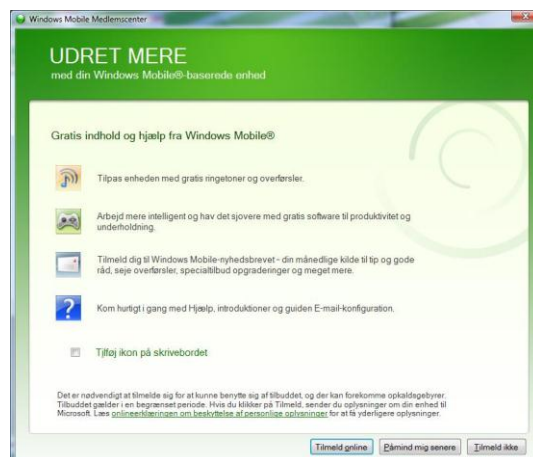 Windows Mobile Medlemscenter
UDRET MERE
med din Windows Mobile®-baserede enhed
Gratis indhold og hjælp fra Windows Mobile®
Tilpas enheden med gratis ringetoner og overførsler.
Arbejd mere intelligent og hav det sjovere med gratis software til produktivitet og
underholdning.
Tilmeld dig til Windows Mobile-nyhedsbrevet - din månedlige kilde til tip og gode
råd, seje overførsler, specialtilbud opgraderinger og meget mere.
Kom hurtigt i gang med Hjælp, introduktioner og guiden E-mail-konfiguration.
Tilføj ikon på skrivebordet
Det er nødvendigt at tilmelde sig for at kunne benytte sig af tilbuddet, og der kan forekomme opkaldsgebyrer.
Tilbuddet gælder i en begrænset periode. Hvis du klikker på Tilmeld, sender du oplysninger om din enhed til
Microsoft. Læs onlineerklæringen om beskyttelse af personlige oplysninger for at få yderligere oplysninger.
Tilmeld online
Påmind mig senere
Tilmeld ikke